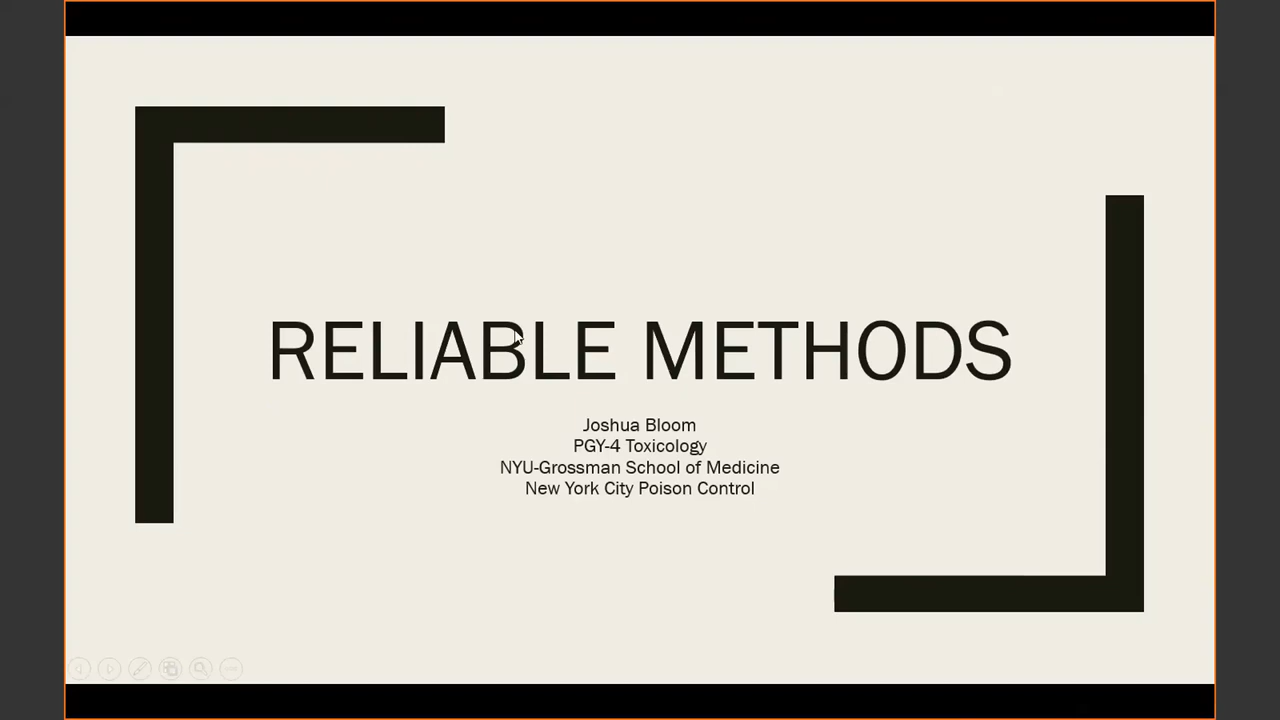 RELIABLE METHODS
Joshua Bloom
PGY-4 Toxicology
NYU-Grossman School of Medicine
New York City Poison Control